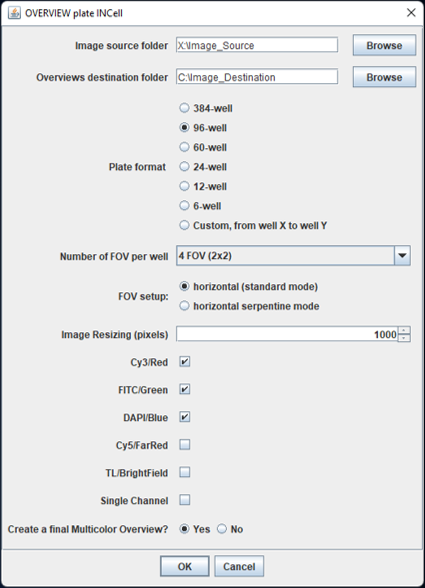 OVERVIEW plate INCell
Image source folder X:\Image_Source Browse
Overviews destination folder C:\Image_Destination Browse
384-well
96-well
60-well
Plate format 24-well
12-well
6-well
Custom, from well X to well Y
Number of FOV per well 4 FOV (2x2)
FOV setup: horizontal (standard mode)
horizontal serpentine mode
Image Resizing (pixels) 1000
Cy3/Red
FITC/Green
DAPI/Blue
Cy5/FarRed
TL/BrightField
Single Channel
Create a final Multicolor Overview? Yes No
OK Cancel